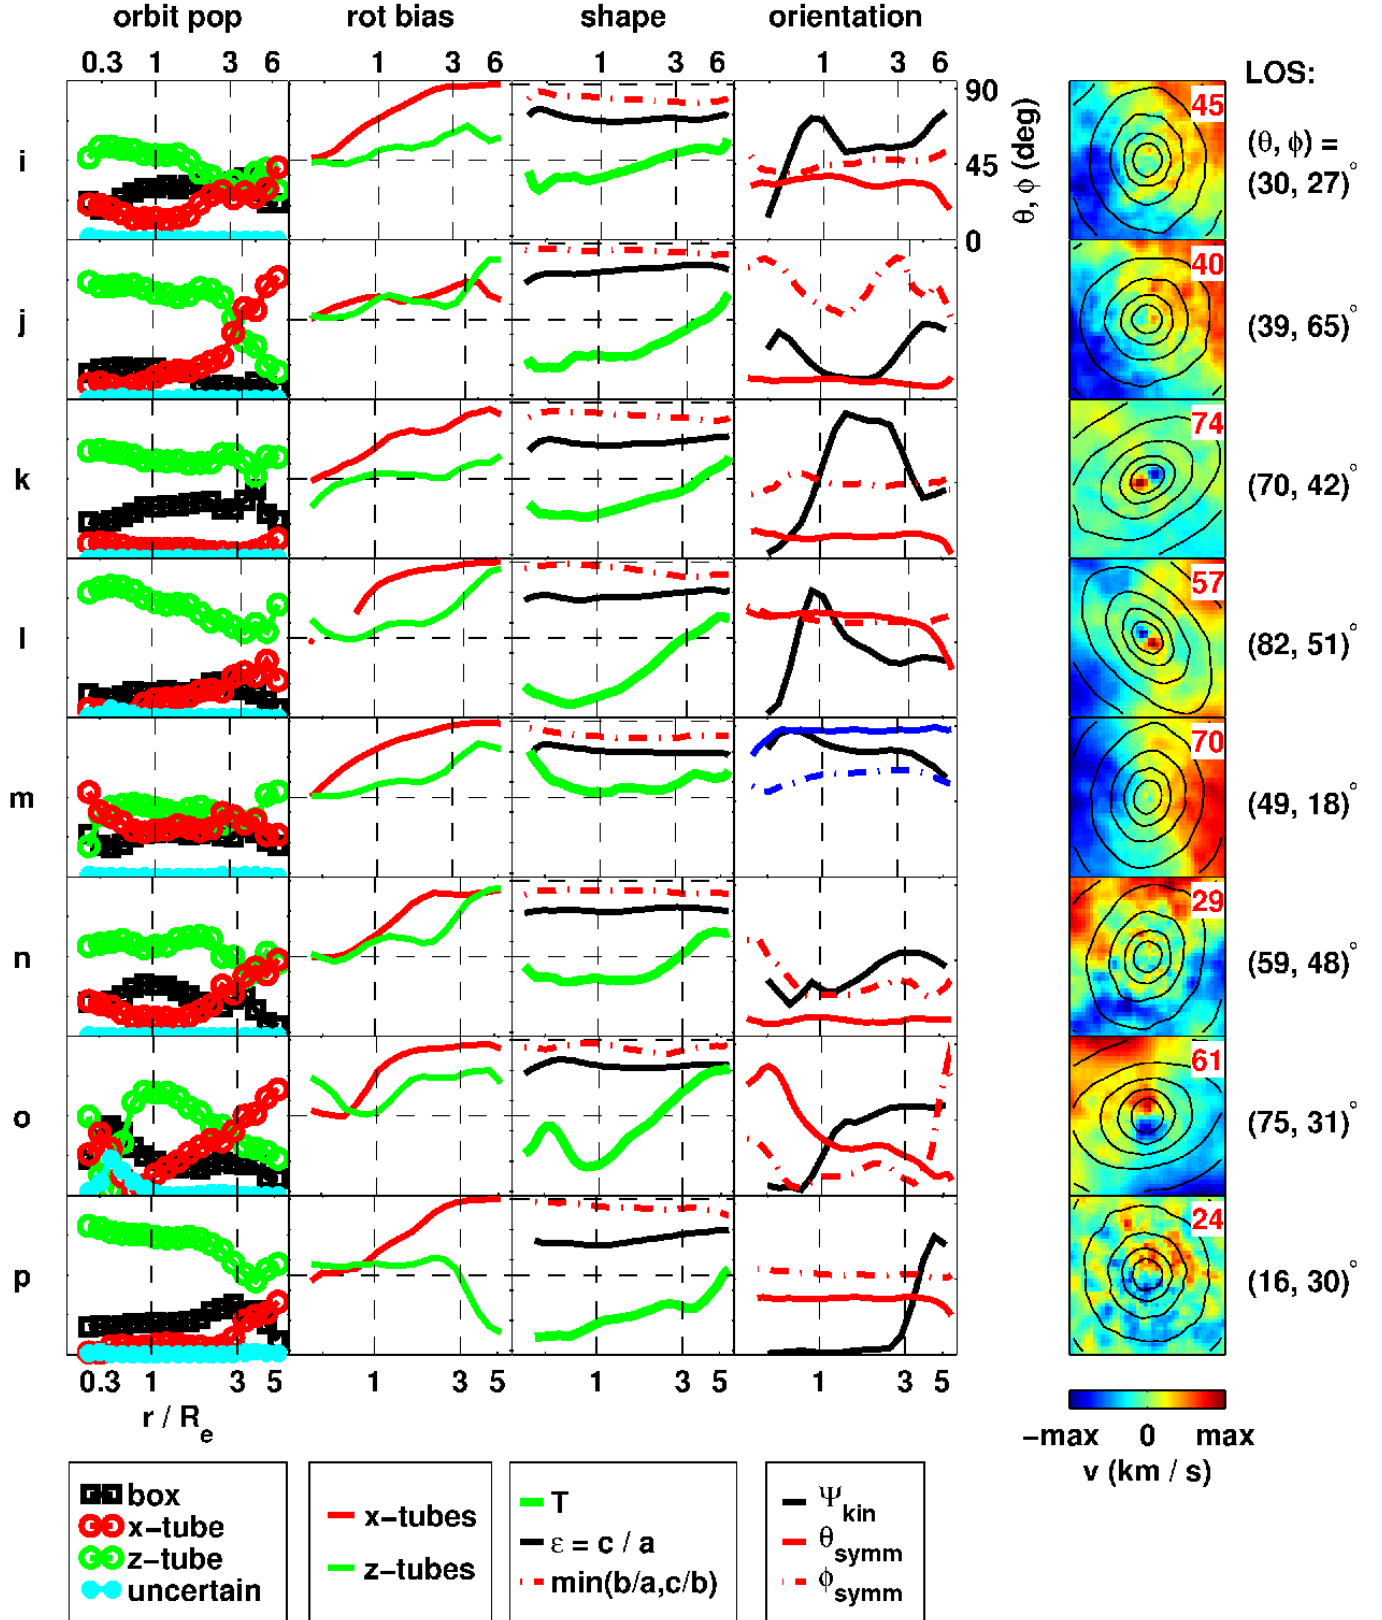 orbit pop rot bias shape orientation
0.3 1 3 6 1 3 6 1 3 6 1 3 6
LOS:
90
45
0
θ, ϕ (deg)
i
45
(θ, ϕ) =
(30, 27)°
j
40
(39, 65)°
k
74
(70, 42)°
l
57
(82, 51)°
m
70
(49, 18)°
n
29
(59, 48)°
o
61
(75, 31)°
p
24
(16, 30)°
0.3 1 3 5 1 3 5 1 3 5 1 3 5
r / Re
−max 0 max
v (km / s)
box
x−tube
z−tube
uncertain
x−tubes
z−tubes
T
ε = c / a
min(b/a,c/b)
Ψkin
θsymm
ϕsymm